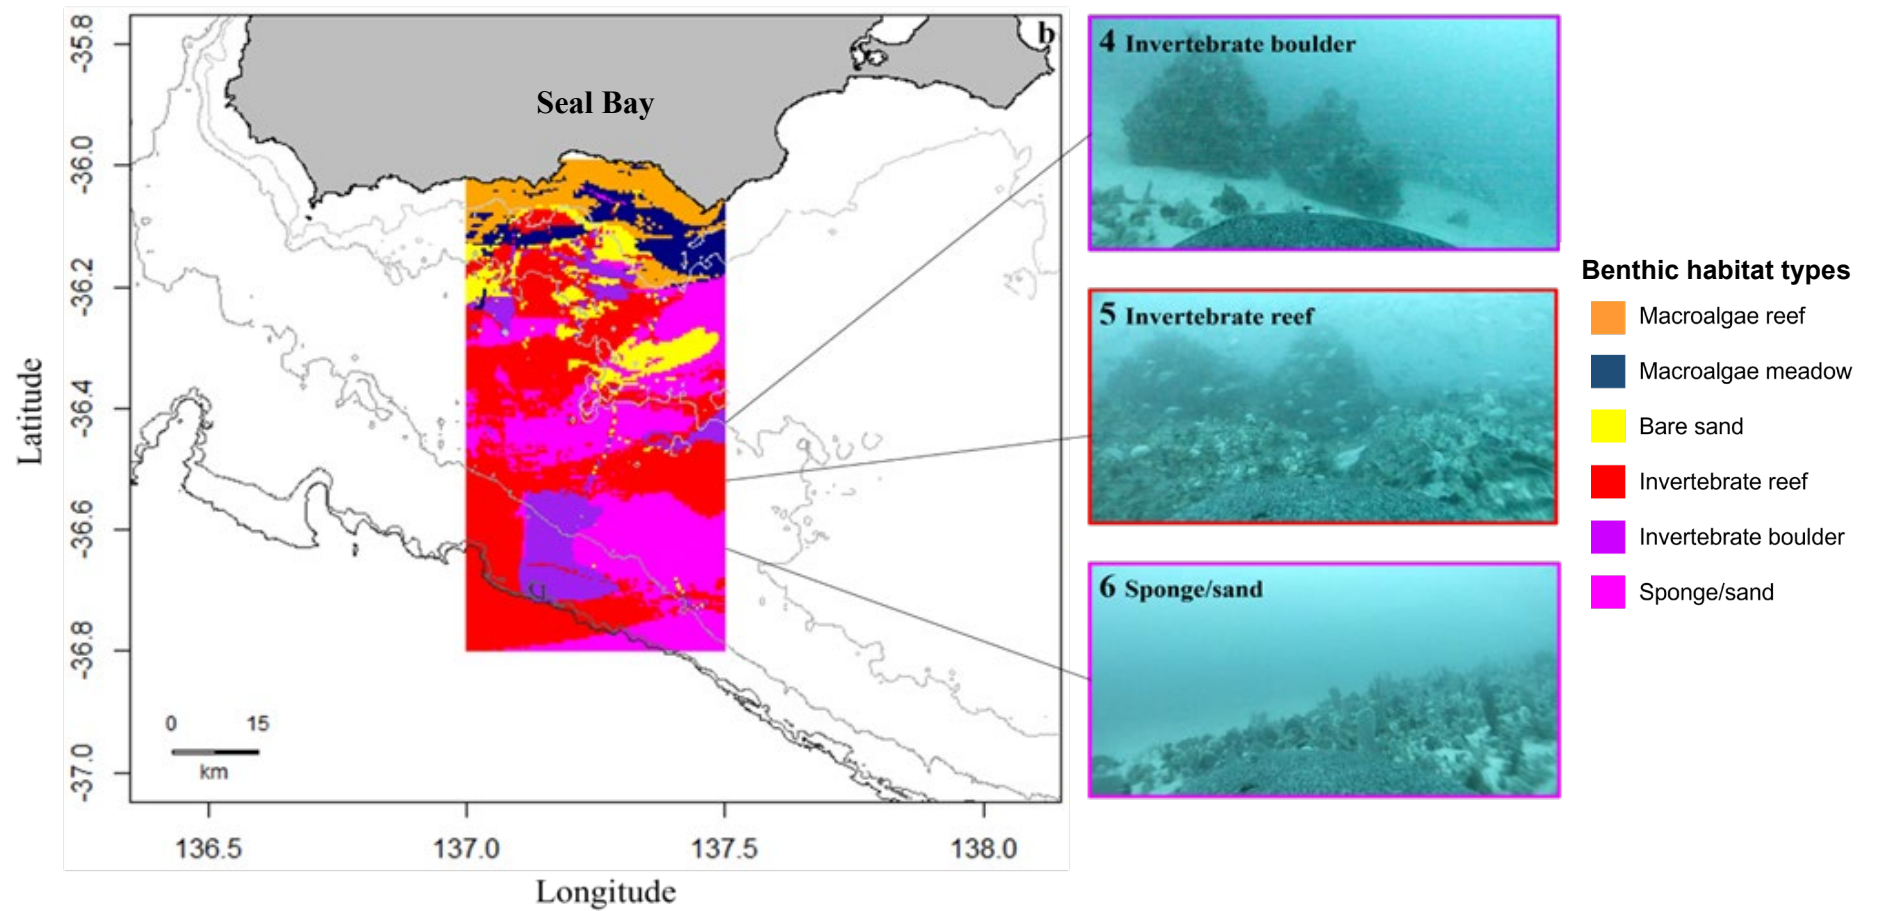 b
Seal Bay
-35.8
-36.0
-36.2
-36.4
-36.6
-36.8
-37.0
Latitude
0 15
km
136.5 137.0 137.5 138.0
Longitude
4 Invertebrate boulder
5 Invertebrate reef
6 Sponge/sand
Benthic habitat types
Macroalgae reef
Macroalgae meadow
Bare sand
Invertebrate reef
Invertebrate boulder
Sponge/sand